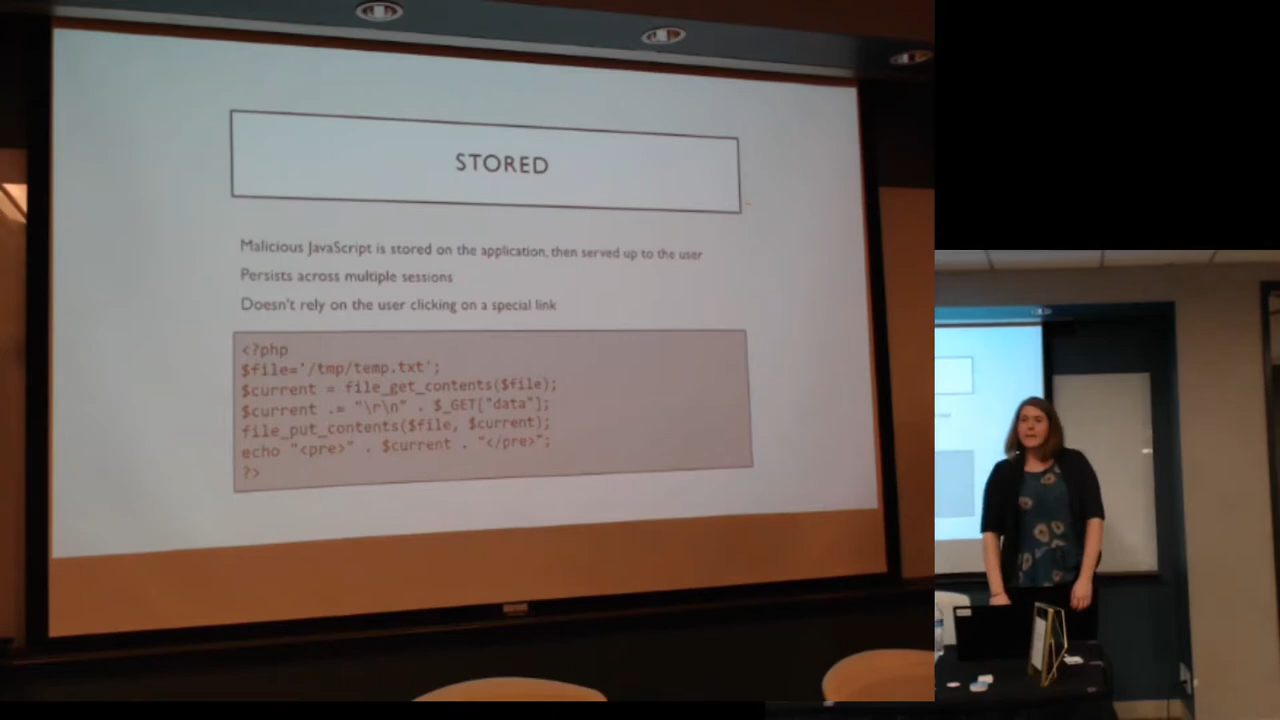 STORED
Malicious JavaScript is stored on the application, then served up to the user
Persists across multiple sessions
Doesn't rely on the user clicking on a special link
<?php
$file='/tmp/temp.txt';
$current = file_get_contents($file);
$current .= "\r\n" . $_GET["data"];
file_put_contents($file, $current);
echo "<pre>" . $current . "</pre>";
?>